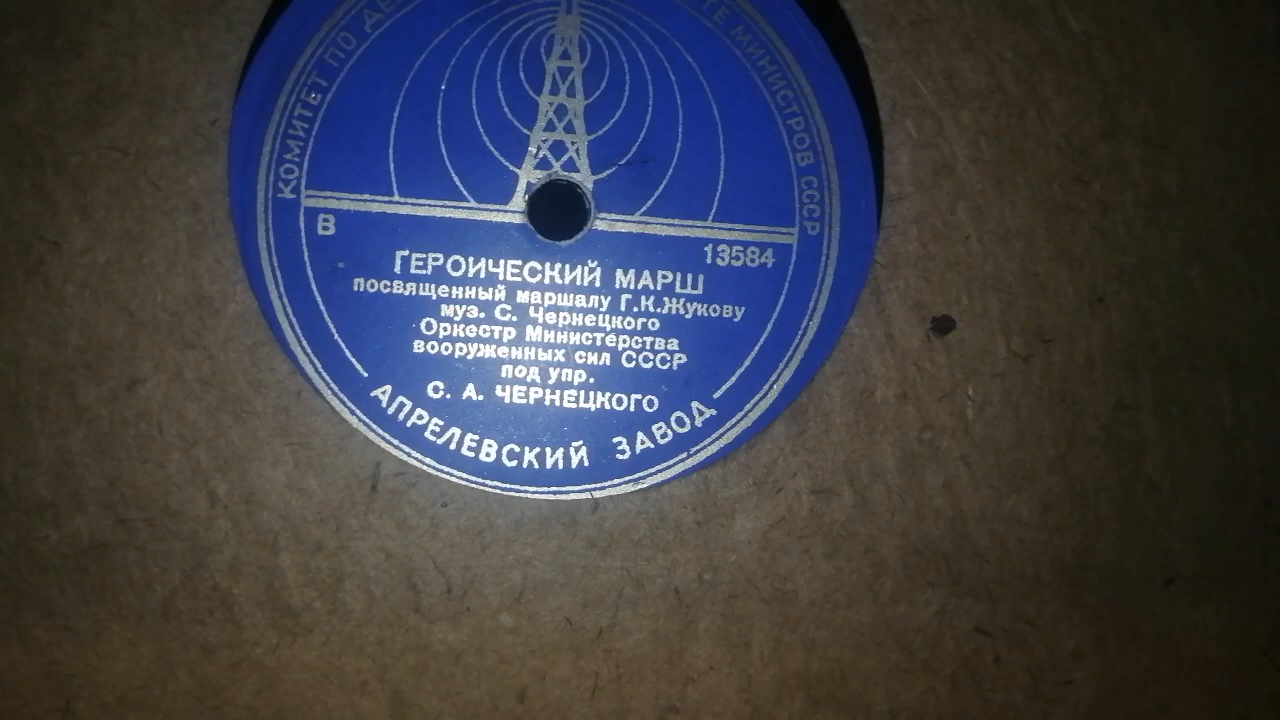 КОМИТЕТ ПО
МИНИСТРОВ СССР
В
13584
ГЕРОИЧЕСКИЙ МАРШ
посвященный маршалу Г.К.Жукову
муз. С. Чернецкого
Оркестр Министерства
вооруженных сил СССР
под упр.
С. А. ЧЕРНЕЦКОГО
АПРЕЛЕВСКИЙ ЗАВОД